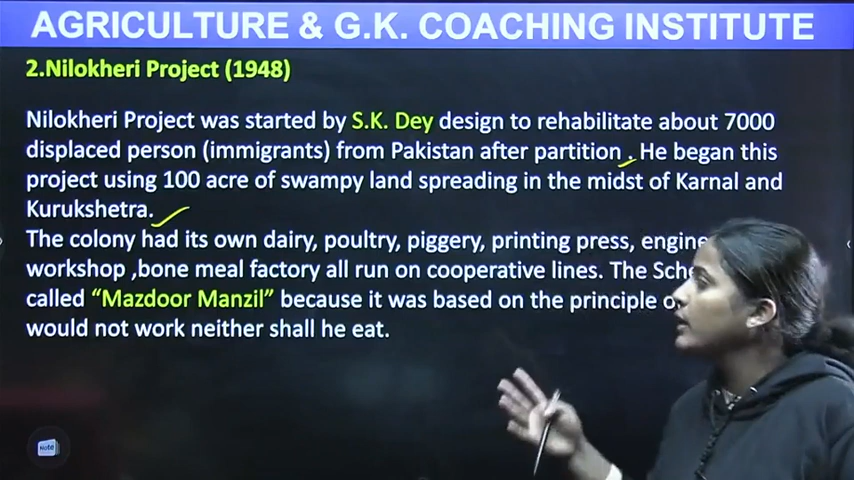 AGRICULTURE & G.K. COACHING INSTITUTE
2.Nilokheri Project (1948)
Nilokheri Project was started by S.K. Dey design to rehabilitate about 7000
displaced person (immigrants) from Pakistan after partition . He began this
project using 100 acre of swampy land spreading in the midst of Karnal and
Kurukshetra.
The colony had its own dairy, poultry, piggery, printing press,
workshop ,bone meal factory all run on cooperative lines. The
called “Mazdoor Manzil” because it was based on the principle
would not work neither shall he eat.
Note